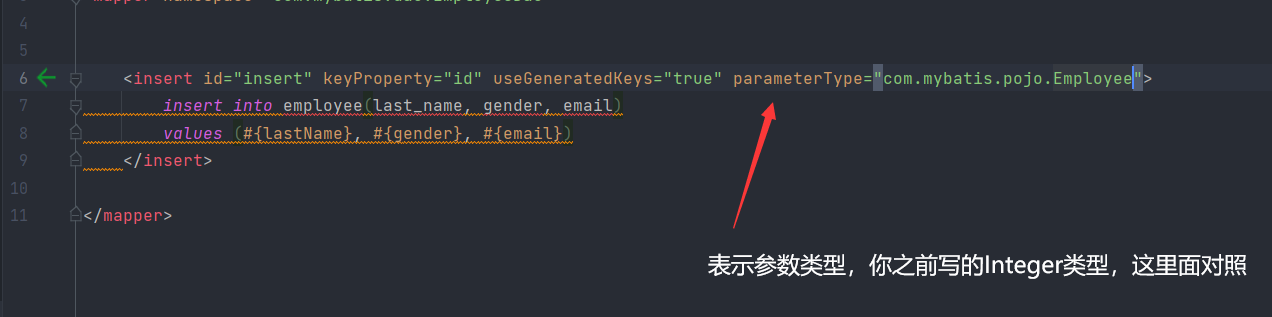 4
5
6 <insert id="insert" keyProperty="id" useGeneratedKeys="true" parameterType="com.mybatis.pojo.Employee">
7 insert into employee(last_name, gender, email)
8 values (#{lastName}, #{gender}, #{email})
9 </insert>
10
11 </mapper>
表示参数类型，你之前写的Integer类型，这里面对照